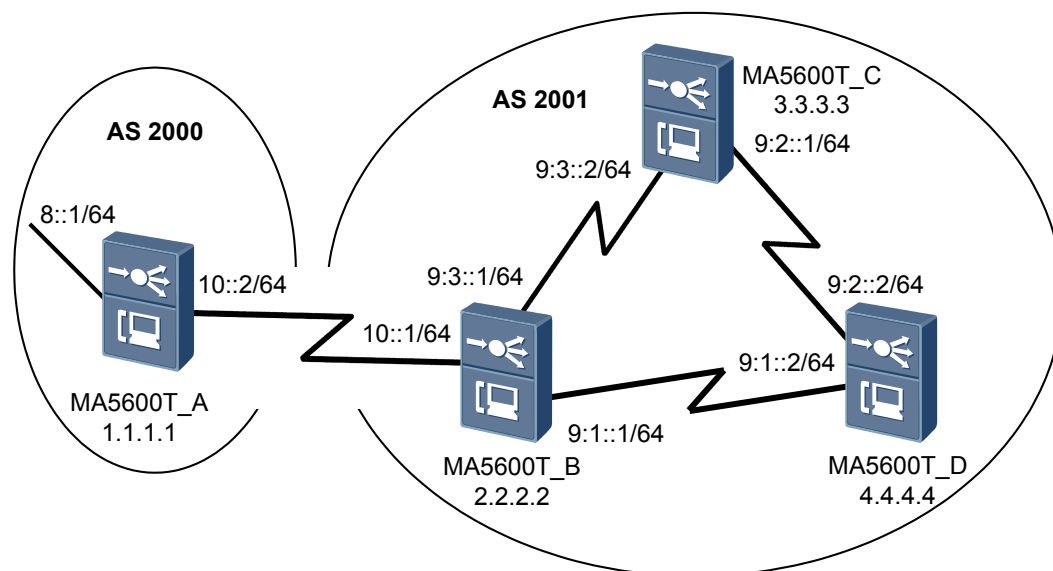 AS 2000
8::1/64
10::2/64
MA5600T_A
1.1.1.1
AS 2001
MA5600T_C
3.3.3.3
9:3::2/64
9:2::1/64
9:3::1/64
10::1/64
9:2::2/64
9:1::2/64
9:1::1/64
MA5600T_B
2.2.2.2
MA5600T_D
4.4.4.4